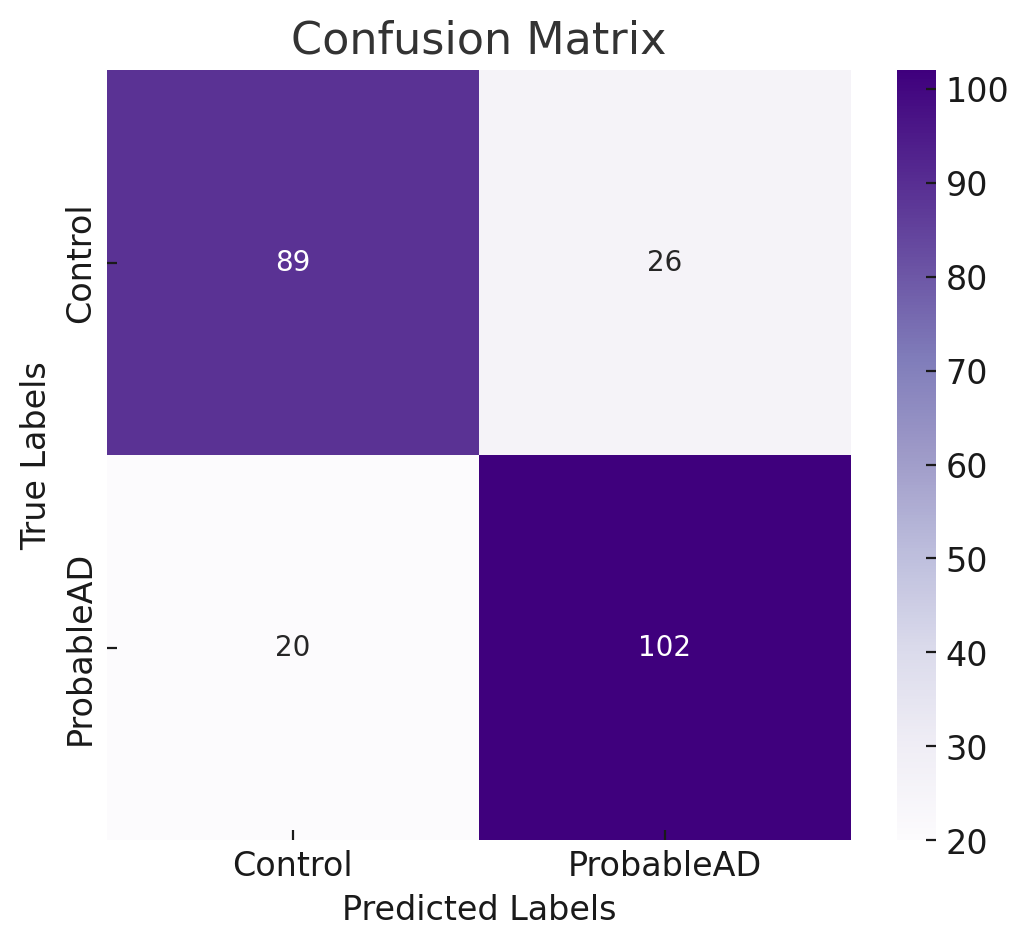 Confusion Matrix
True Labels
Control
ProbableAD
89
26
20
102
Control
ProbableAD
Predicted Labels
100
90
80
70
60
50
40
30
20